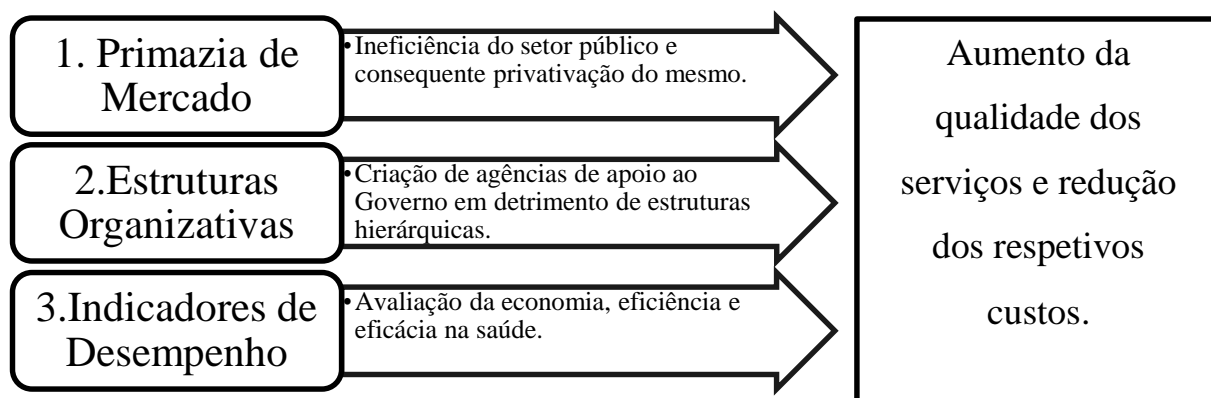 1. Primazia de
Mercado
•Ineficiência do setor público e
consequente privativação do mesmo.
2.Estruturas
Organizativas
•Criação de agências de apoio ao
Governo em detrimento de estruturas
hierárquicas.
3.Indicadores de
Desempenho
•Avaliação da economia, eficiência e
eficácia na saúde.
Aumento da
qualidade dos
serviços e redução
dos respetivos
custos.